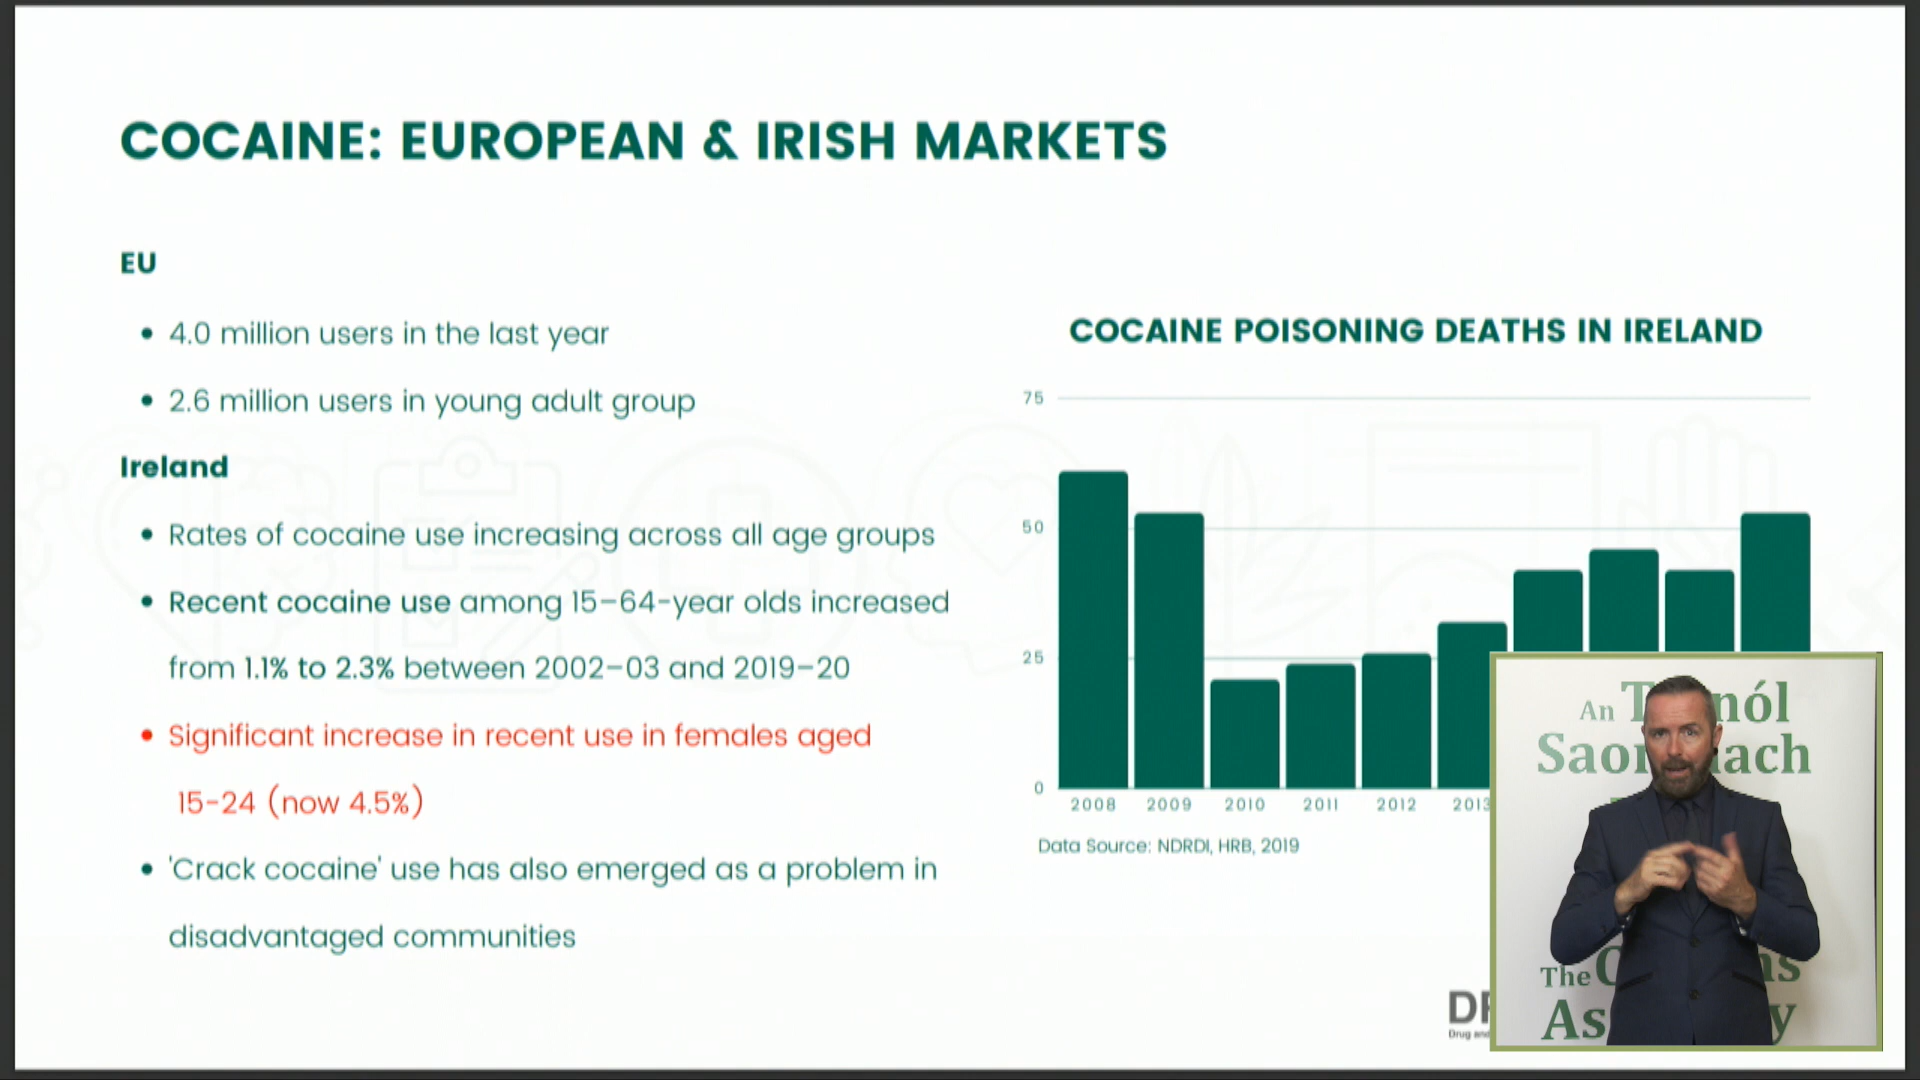 COCAINE: EUROPEAN & IRISH MARKETS
EU
• 4.0 million users in the last year
• 2.6 million users in young adult group
Ireland
• Rates of cocaine use increasing across all age groups
• Recent cocaine use among 15–64-year olds increased
from 1.1% to 2.3% between 2002–03 and 2019–20
• Significant increase in recent use in females aged
15-24 (now 4.5%)
• 'Crack cocaine' use has also emerged as a problem in
disadvantaged communities
COCAINE POISONING DEATHS IN IRELAND
75
50
25
0
2008 2009 2010 2011 2012 2013
Data Source: NDRDI, HRB, 2019
Drug and
An
The